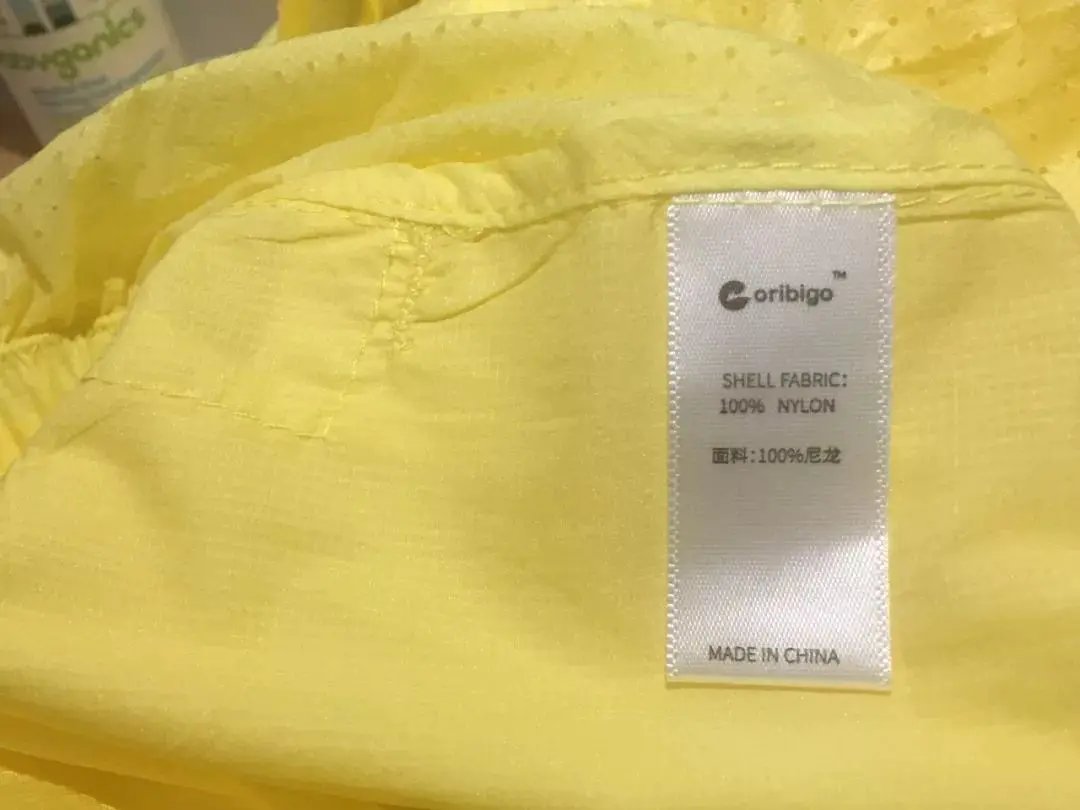 oribigo™
SHELL FABRIC:
100% NYLON
面料:100%尼龙
MADE IN CHINA